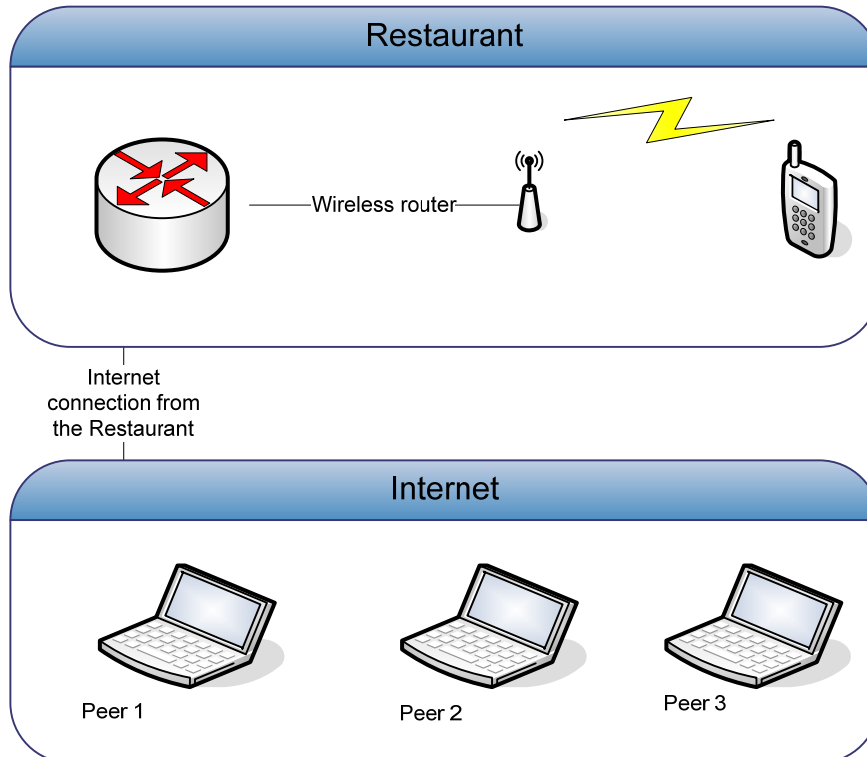 Restaurant
Wireless router
Internet
connection from
the Restaurant
Internet
Peer 1
Peer 2
Peer 3